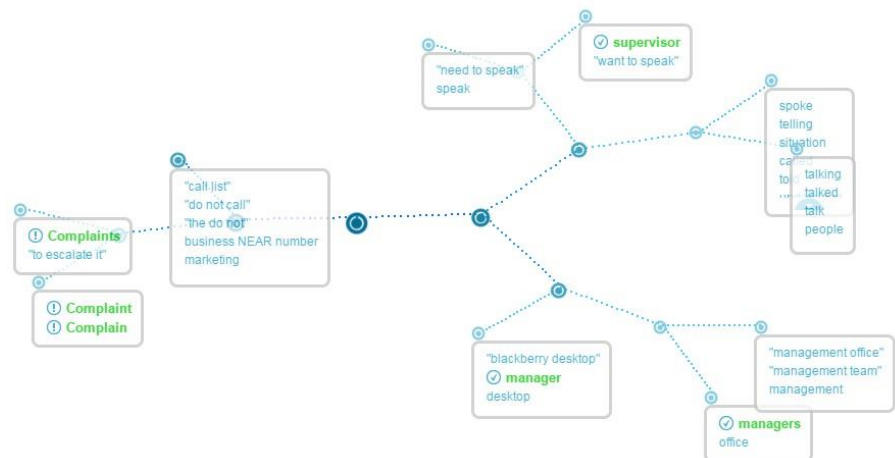 supervisor
"want to speak"
"need to speak"
speak
spoke
telling
situation
called
told
talking
talked
talk
people
"call list"
"do not call"
"the do not"
business NEAR number
marketing
Complaints
"to escalate it"
Complaint
Complain
"blackberry desktop"
manager
desktop
"management office"
"management team"
management
managers
office